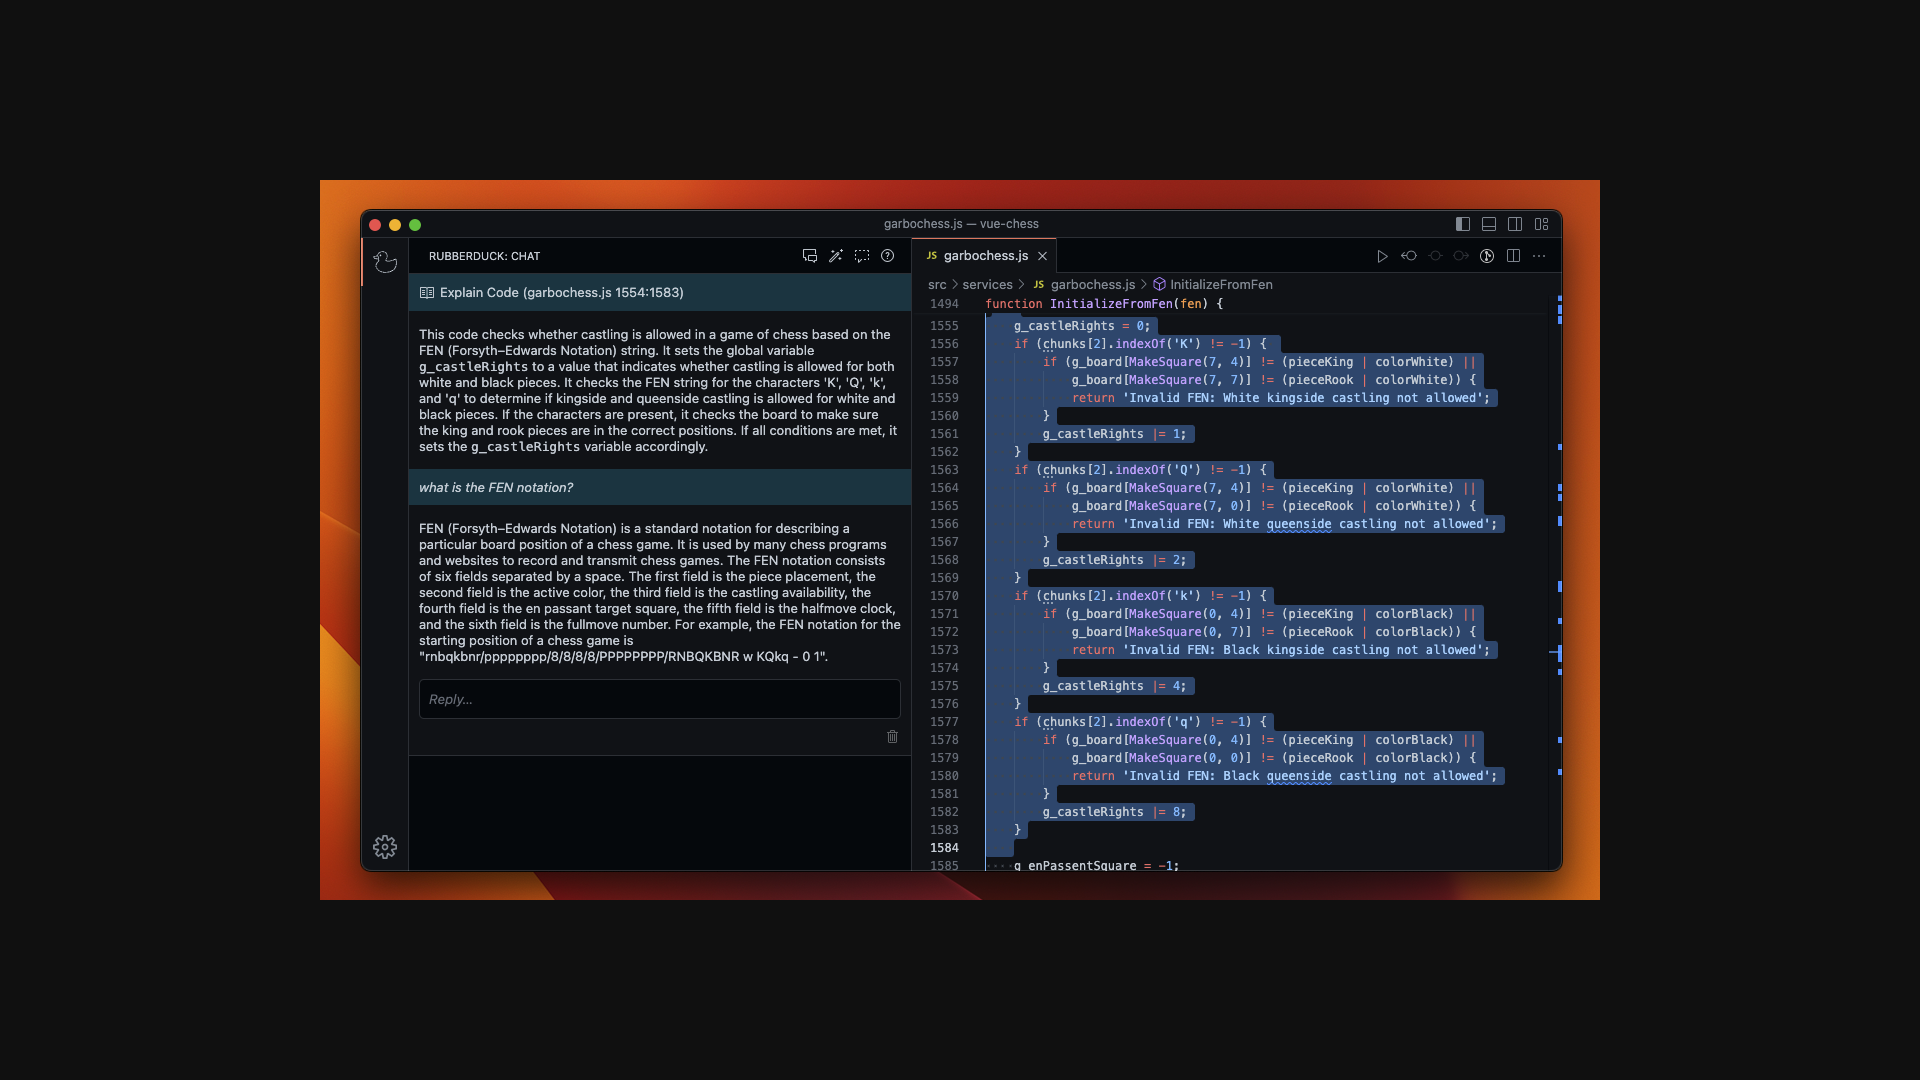 garbochess.js — vue-chess
RUBBERDUCK: CHAT
Explain Code (garbochess.js 1554:1583)
This code checks whether castling is allowed in a game of chess based on the
FEN (Forsyth–Edwards Notation) string. It sets the global variable
g_castleRights to a value that indicates whether castling is allowed for both
white and black pieces. It checks the FEN string for the characters 'K', 'Q', 'k',
and 'q' to determine if kingside and queenside castling is allowed for white and
black pieces. If the characters are present, it checks the board to make sure
the king and rook pieces are in the correct positions. If all conditions are met, it
sets the g_castleRights variable accordingly.
what is the FEN notation?
FEN (Forsyth–Edwards Notation) is a standard notation for describing a
particular board position of a chess game. It is used by many chess programs
and websites to record and transmit chess games. The FEN notation consists
of six fields separated by a space. The first field is the piece placement, the
second field is the active color, the third field is the castling availability, the
fourth field is the en passant target square, the fifth field is the halfmove clock,
and the sixth field is the fullmove number. For example, the FEN notation for the
starting position of a chess game is
"rnbqkbnr/pppppppp/8/8/8/8/PPPPPPPP/RNBQKBNR w KQkq - 0 1".
Reply...
JS garbochess.js
src > services > JS garbochess.js > InitializeFromFen
1494 function InitializeFromFen(fen) {
1555 g_castleRights = 0;
1556 if (chunks[2].indexOf('K') != -1) {
1557 if (g_board[MakeSquare(7, 4)] != (pieceKing | colorWhite) ||
1558 g_board[MakeSquare(7, 7)] != (pieceRook | colorWhite)) {
1559 return 'Invalid FEN: White kingside castling not allowed';
1560 }
1561 g_castleRights |= 1;
1562 }
1563 if (chunks[2].indexOf('Q') != -1) {
1564 if (g_board[MakeSquare(7, 4)] != (pieceKing | colorWhite) ||
1565 g_board[MakeSquare(7, 0)] != (pieceRook | colorWhite)) {
1566 return 'Invalid FEN: White queenside castling not allowed';
1567 }
1568 g_castleRights |= 2;
1569 }
1570 if (chunks[2].indexOf('k') != -1) {
1571 if (g_board[MakeSquare(0, 4)] != (pieceKing | colorBlack) ||
1572 g_board[MakeSquare(0, 7)] != (pieceRook | colorBlack)) {
1573 return 'Invalid FEN: Black kingside castling not allowed';
1574 }
1575 g_castleRights |= 4;
1576 }
1577 if (chunks[2].indexOf('q') != -1) {
1578 if (g_board[MakeSquare(0, 4)] != (pieceKing | colorBlack) ||
1579 g_board[MakeSquare(0, 0)] != (pieceRook | colorBlack)) {
1580 return 'Invalid FEN: Black queenside castling not allowed';
1581 }
1582 g_castleRights |= 8;
1583 }
1584
1585 g_enPassentSquare = -1;